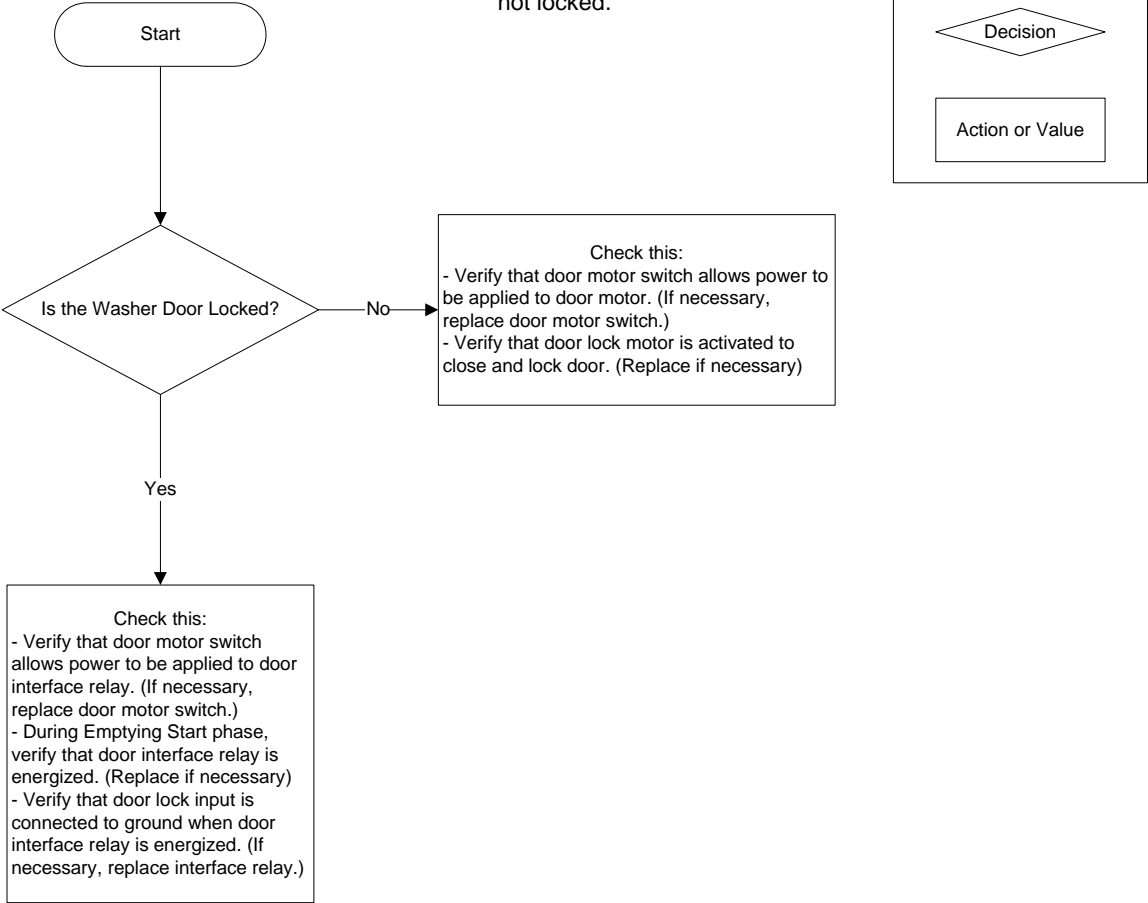 not locked.
Start
Decision
Action or Value
Is the Washer Door Locked?
No
Check this:
- Verify that door motor switch allows power to
be applied to door motor. (If necessary,
replace door motor switch.)
- Verify that door lock motor is activated to
close and lock door. (Replace if necessary)
Yes
Check this:
- Verify that door motor switch
allows power to be applied to door
interface relay. (If necessary,
replace door motor switch.)
- During Emptying Start phase,
verify that door interface relay is
energized. (Replace if necessary)
- Verify that door lock input is
connected to ground when door
interface relay is energized. (If
necessary, replace interface relay.)